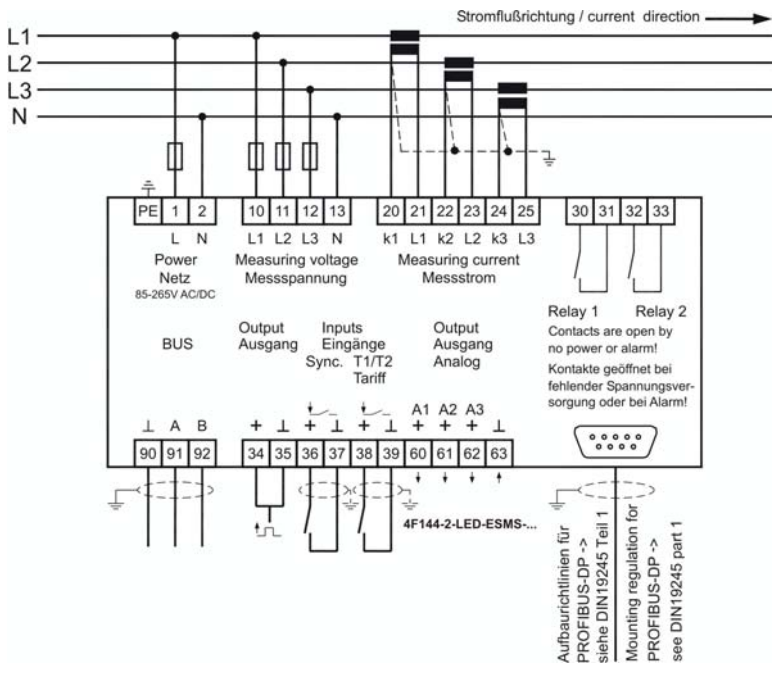 Stromflußrichtung / current direction
L1
L2
L3
N
PE 1 2 10 11 12 13 20 21 22 23 24 25 30 31 32 33
L N L1 L2 L3 N k1 L1 k2 L2 k3 L3
Power
Netz
85-265V AC/DC
Measuring voltage
Messspannung
Measuring current
Messstrom
Relay 1 Relay 2
Contacts are open by
no power or alarm!
Kontakte geöffnet bei
fehlender Spannungsver-
sorgung oder bei Alarm!
BUS
Output
Ausgang
Inputs
Eingänge
Sync. T1/T2
Tariff
Output
Ausgang
Analog
A1 A2 A3
⊥ A B + ⊥ + ⊥ + ⊥ + + + ⊥
90 91 92 34 35 36 37 38 39 60 61 62 63
4F144-2-LED-ESMS-...
Aufbaurichtlinien für
PROFIBUS-DP ->
siehe DIN19245 Teil 1
Mounting regulation for
PROFIBUS-DP ->
see DIN19245 part 1